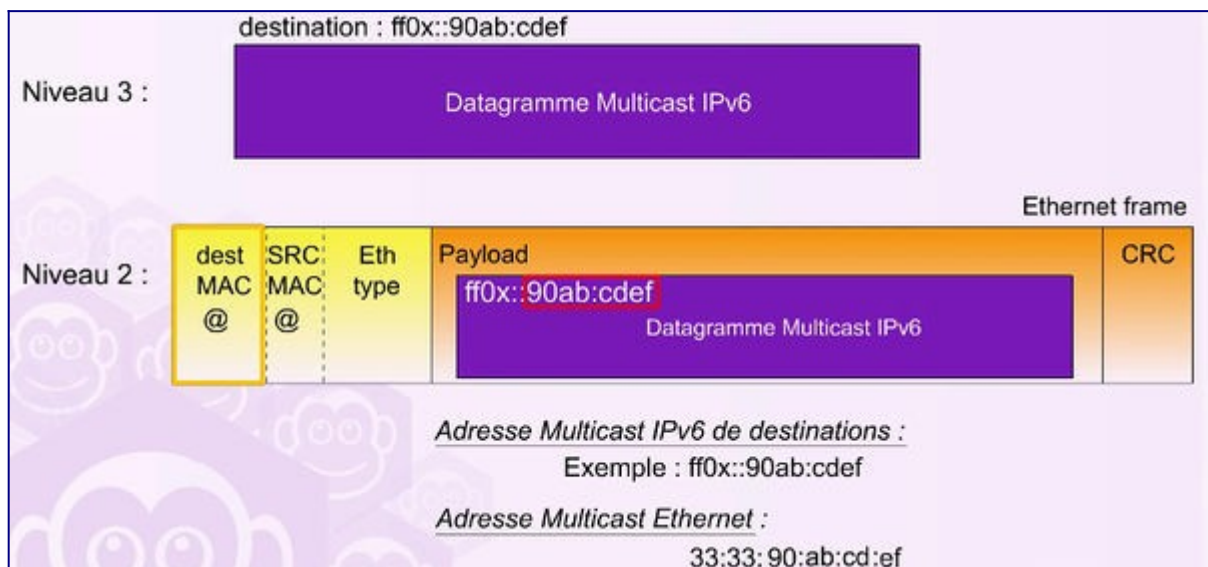 destination : ff0x::90ab:cdef
Niveau 3 :
Datagramme Multicast IPv6
Ethernet frame
Niveau 2 :
dest MAC @
SRC MAC @
Eth type
Payload
CRC
ff0x::90ab:cdef
Datagramme Multicast IPv6
Adresse Multicast IPv6 de destinations :
Exemple : ff0x::90ab:cdef
Adresse Multicast Ethernet :
33:33:90:ab:cd:ef